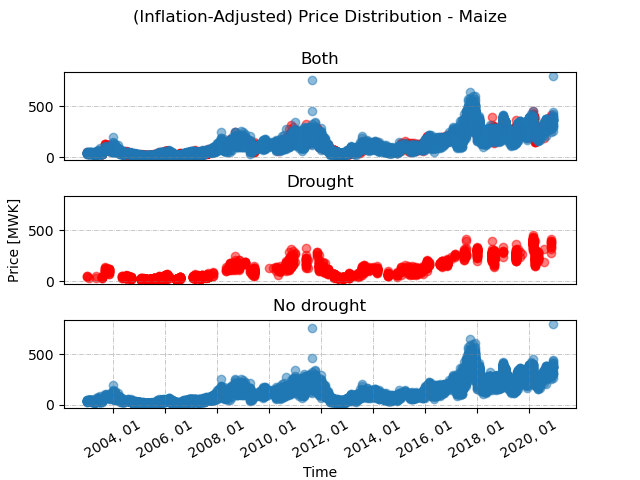 (Inflation-Adjusted) Price Distribution - Maize
Both
500
0
Drought
Price [MWK]
500
0
No drought
500
0
2004, 01 2006, 01 2008, 01 2010, 01 2012, 01 2014, 01 2016, 01 2018, 01 2020, 01
Time